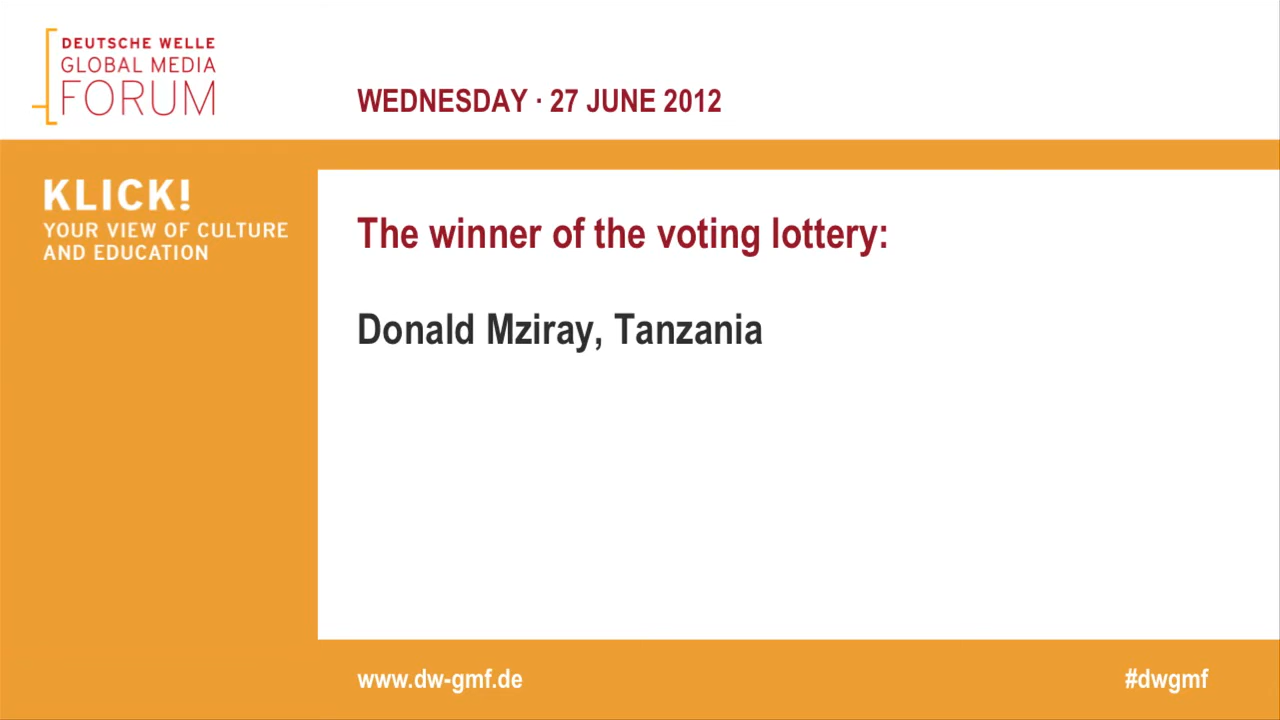 DEUTSCHE WELLE
GLOBAL MEDIA
FORUM
WEDNESDAY · 27 JUNE 2012
KLICK!
YOUR VIEW OF CULTURE
AND EDUCATION
The winner of the voting lottery:
Donald Mziray, Tanzania
www.dw-gmf.de
#dwgmf